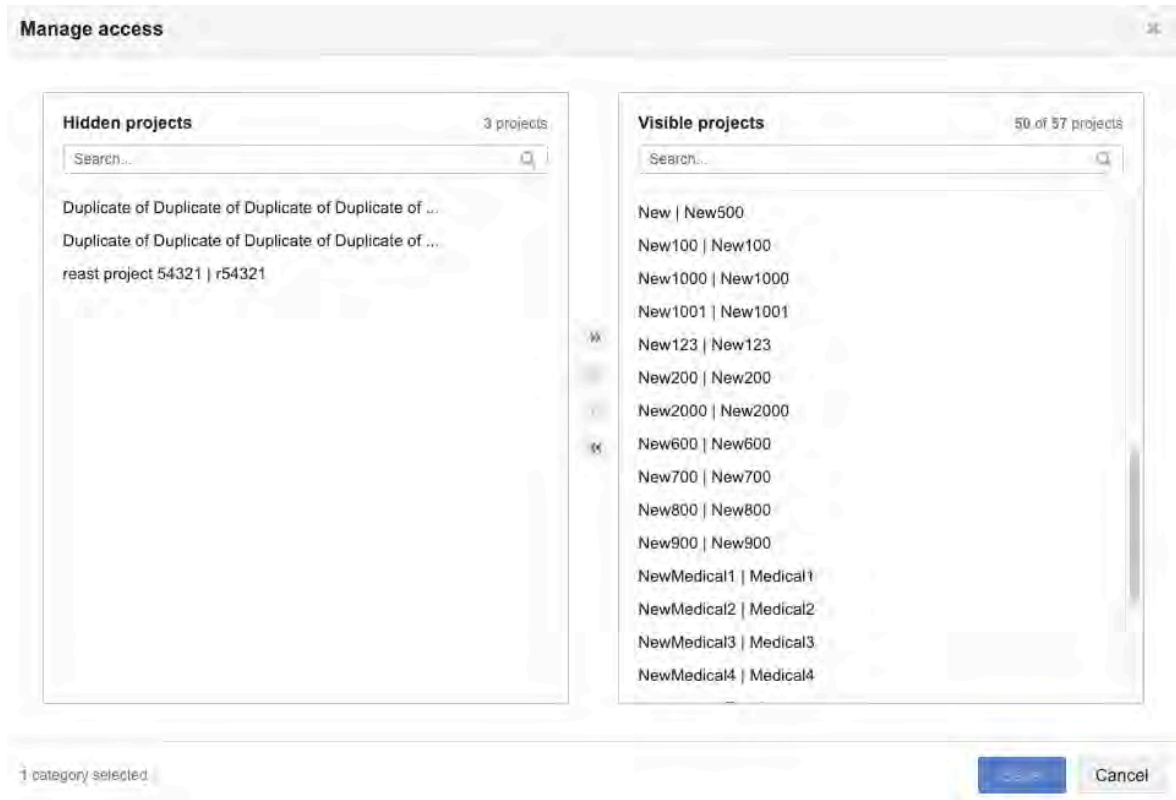 Manage access
Hidden projects
3 projects
Search...
Duplicate of Duplicate of Duplicate of Duplicate of ...
Duplicate of Duplicate of Duplicate of Duplicate of ...
reast project 54321 | r54321
Visible projects
50 of 57 projects
Search...
New | New500
New100 | New100
New1000 | New1000
New1001 | New1001
New123 | New123
New200 | New200
New2000 | New2000
New600 | New600
New700 | New700
New800 | New800
New900 | New900
NewMedical1 | Medical1
NewMedical2 | Medical2
NewMedical3 | Medical3
NewMedical4 | Medical4
1 category selected
Cancel